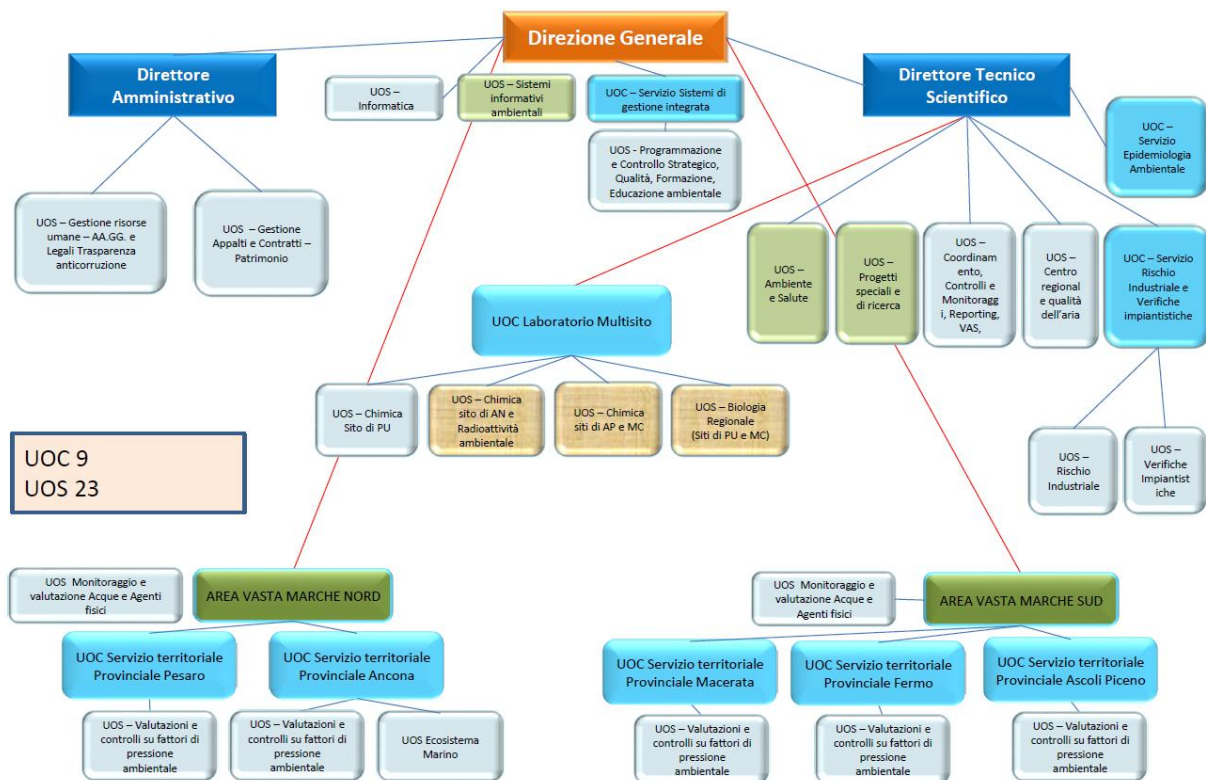 Direzione Generale
Direttore
Amministrativo
UOS –
Informatica
UOS – Sistemi
informativi
ambientali
UOC – Servizio Sistemi di
gestione integrata
Direttore Tecnico
Scientifico
UOS - Programmazione
e Controllo Strategico,
Qualità, Formazione,
Educazione ambientale
UOC –
Servizio
Epidemiologia
Ambientale
UOS – Gestione risorse
umane – AA.GG. e
Legali Trasparenza
anticorruzione
UOS – Gestione
Appalti e Contratti –
Patrimonio
UOS –
Ambient
e e Salute
UOS –
Progetti
speciali e
di ricerca
UOS –
Coordinam
ento,
Controlli e
Monitorag
gi, Reporting,
VAS,
UOS –
Centro
regional
e qualità
dell’aria
UOC – Servizio
Rischio
Industriale e
Verifiche
impiantistiche
UOC Laboratorio Multisito
UOS – Chimica
Sito di PU
UOS – Chimica
sito di AN e
Radioattività
ambientale
UOS – Chimica
siti di AP e MC
UOS – Biologia
Regionale
(Siti di PU e MC)
UOS –
Rischio
Industriale
UOS –
Verifiche
Impiantist
iche
UOC 9
UOS 23
UOS Monitoraggio e
valutazione Acque e Agenti
fisici
AREA VASTA MARCHE NORD
UOS Monitoraggio e
valutazione Acque e
Agenti fisici
AREA VASTA MARCHE SUD
UOC Servizio territoriale
Provinciale Pesaro
UOC Servizio territoriale
Provinciale Ancona
UOC Servizio territoriale
Provinciale Macerata
UOC Servizio territoriale
Provinciale Fermo
UOC Servizio territoriale
Provinciale Ascoli Piceno
UOS – Valutazioni e
controlli su fattori di
pressione
ambientale
UOS – Valutazioni e
controlli su fattori di
pressione
ambientale
UOS Ecosistema
Marino
UOS – Valutazioni e
controlli su fattori di
pressione
ambientale
UOS – Valutazioni e
controlli su fattori di
pressione
ambientale
UOS – Valutazioni e
controlli su fattori di
pressione
ambientale